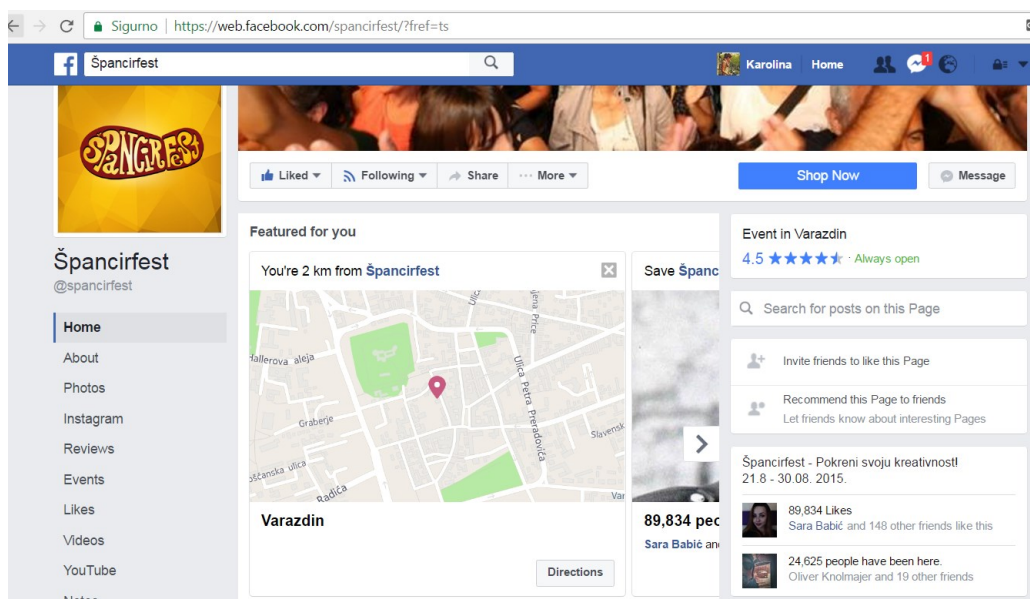 Sigurno | https://web.facebook.com/spancirfest/?fref=ts
Špancirfest
Karolina Home
1
SPANCIRFEST
Liked Following Share More
Shop Now Message
Špancirfest
@spancirfest
Home
About
Photos
Instagram
Reviews
Events
Likes
Videos
YouTube
Notes
Featured for you
You're 2 km from Špancirfest
Hallerova aleja
Ulica Petra Preradovića
Graberje
Slavensk
Radića
Var
Varazdin
Directions
Save Španc
89,834 peo
Sara Babić an
Event in Varazdin
4.5 · Always open
Search for posts on this Page
Invite friends to like this Page
Recommend this Page to friends
Let friends know about interesting Pages
Špancirfest - Pokreni svoju kreativnost!
21.8 - 30.08. 2015.
89,834 Likes
Sara Babić and 148 other friends like this
24,625 people have been here.
Oliver Knolmajer and 19 other friends